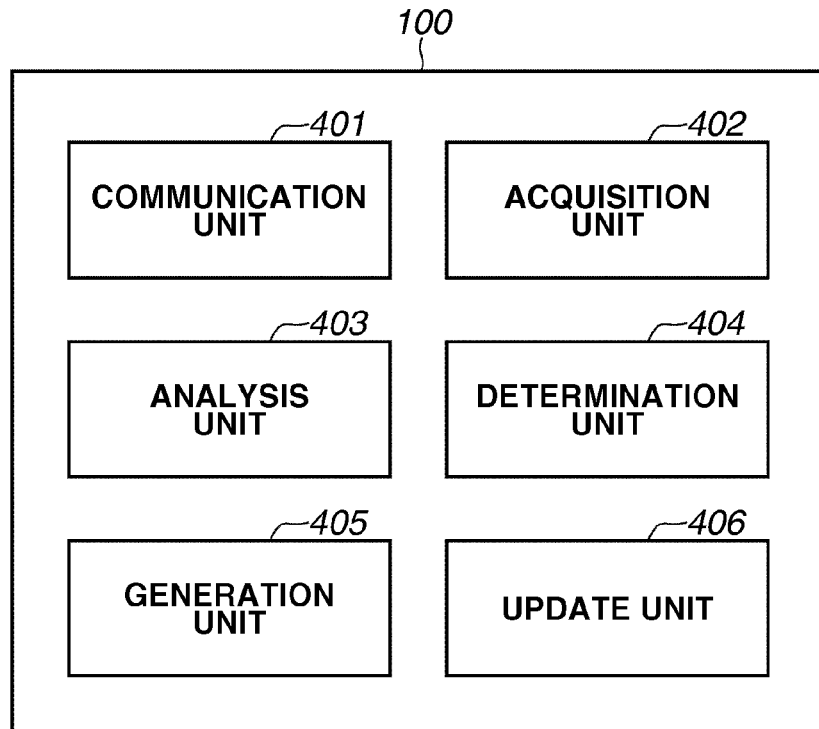 100
401
COMMUNICATION
UNIT
402
ACQUISITION
UNIT
403
ANALYSIS
UNIT
404
DETERMINATION
UNIT
405
GENERATION
UNIT
406
UPDATE UNIT